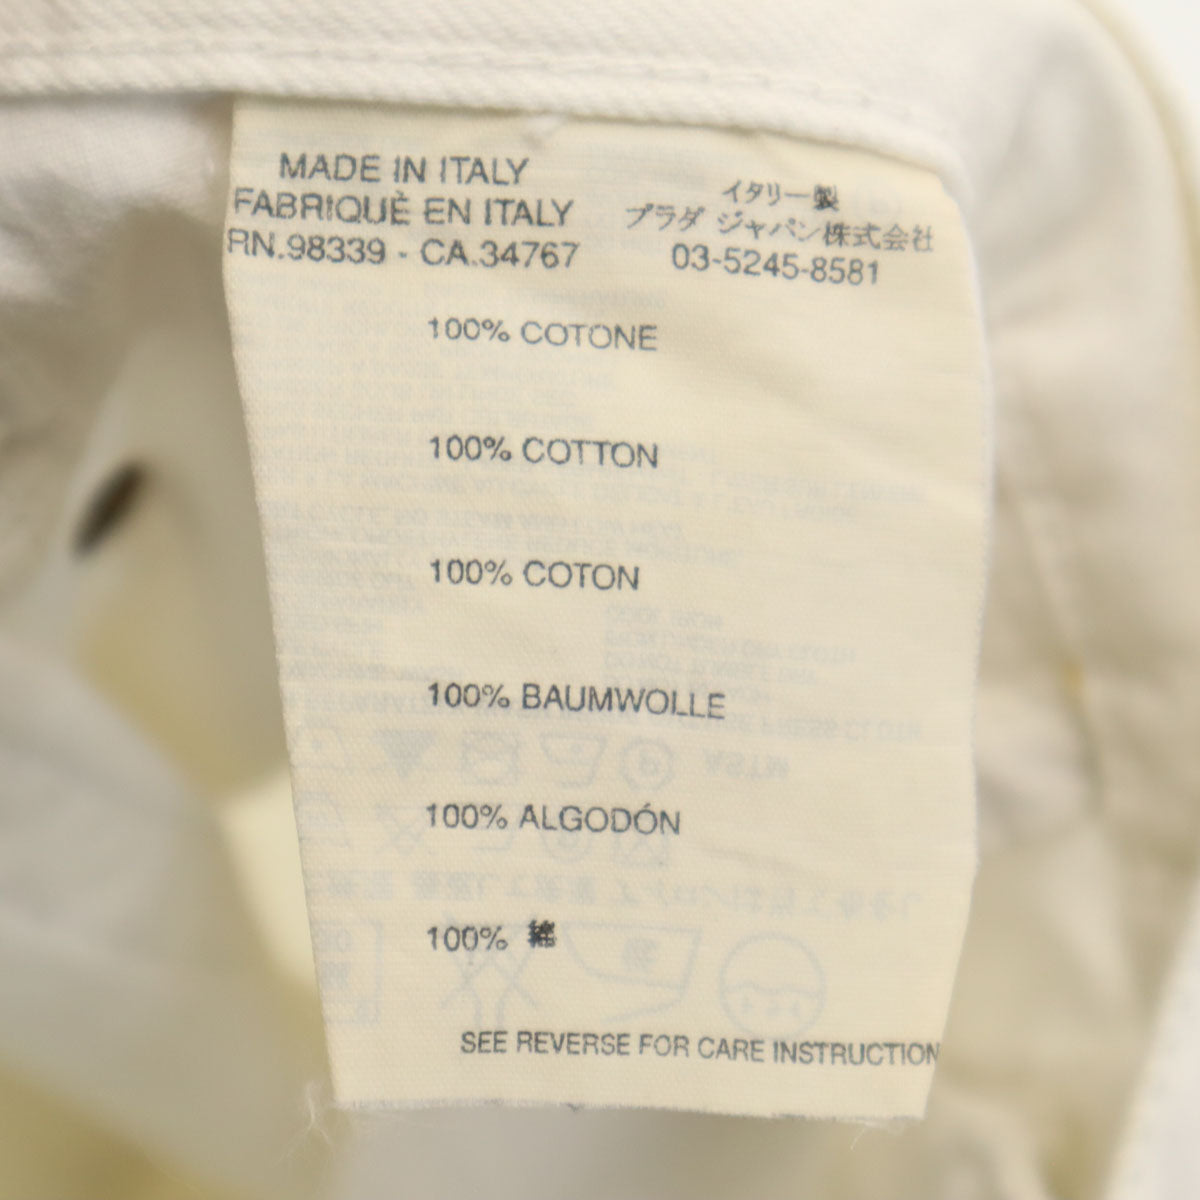 MADE IN ITALY
FABRIQUÈ EN ITALY
RN.98339 - CA.34767
イタリー製
プラダ ジャパン株式会社
03-5245-8581
100% COTONE
100% COTTON
100% COTON
100% BAUMWOLLE
100% ALGODÓN
100% 綿
SEE REVERSE FOR CARE INSTRUCTION